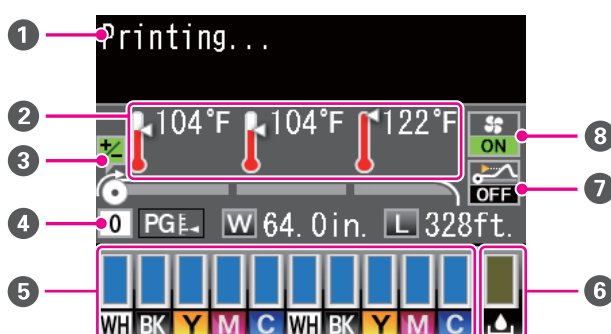 1 Printing...
2 104°F 104°F 122°F ON 8
3 +/-
OFF 7
4 0 PG W 64.0in. L 328ft.
5 6
WH BK Y M C WH BK Y M C